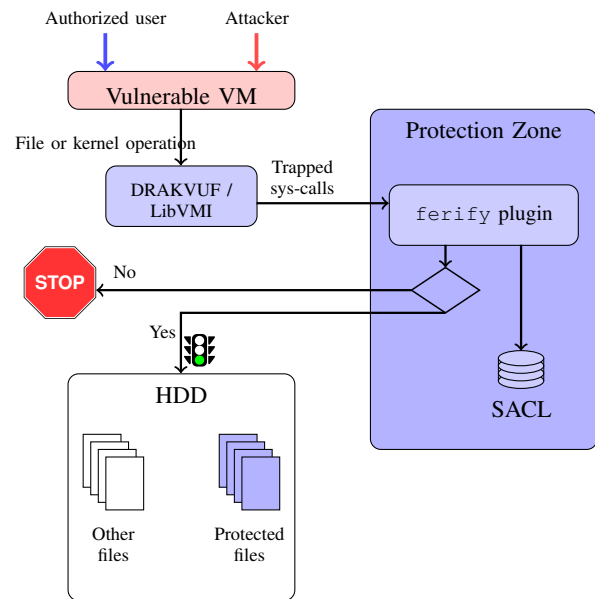 Authorized user
Attacker
Vulnerable VM
File or kernel operation
Protection Zone
DRAKVUF /
LibVMI
Trapped
sys-calls
ferify plugin
No
STOP
Yes
HDD
SACL
Other
files
Protected
files